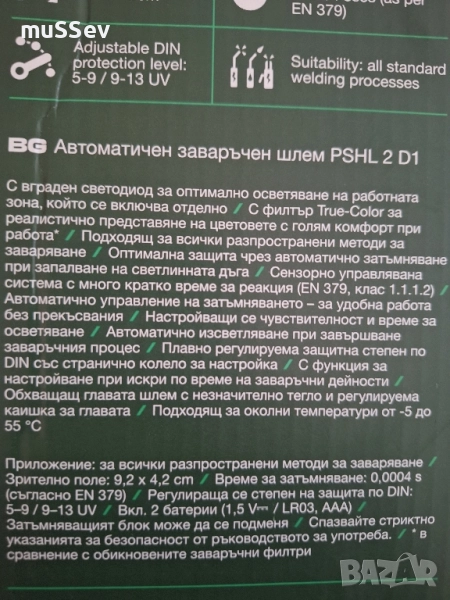 muSSev
EN 379)
Adjustable DIN
protection level:
5-9 / 9-13 UV
Suitability: all standard
welding processes
BG Автоматичен заваръчен шлем PSHL 2 D1
С вграден светодиод за оптимално осветяване на работната
зона, който се включва отделно / С филтър True-Color за
реалистично представяне на цветовете с голям комфорт при
работа* / Подходящ за всички разпространени методи за
заваряване / Оптимална защита чрез автоматично затъмняване
при запалване на светлинната дъга / Сензорно управлявана
система с много кратко време за реакция (EN 379, клас 1.1.1.2) /
Автоматично управление на затъмняването – за удобна работа
без прекъсвания / Настройващи се чувствителност и време за
осветяване / Автоматично изсветляване при завършване
заваръчния процес / Плавно регулируема защитна степен по
DIN със странично колело за настройка / С функция за
настройване при искри по време на заваръчни дейности /
Обхващащ главата шлем с незначително тегло и регулируема
каишка за главата / Подходящ за околни температури от -5 до
55 °C
Приложение: за всички разпространени методи за заваряване /
Зрително поле: 9,2 x 4,2 cm / Време за затъмняване: 0,0004 s
(съгласно EN 379) / Регулираща се степен на защита по DIN:
5–9 / 9–13 UV / Вкл. 2 батерии (1,5 V⎓ / LR03, AAA) /
Затъмняващият блок може да се подменя / Спазвайте стриктно
указанията за безопасност от ръководството за употреба. / * в
сравнение с обикновените заваръчни филтри
BAZAR